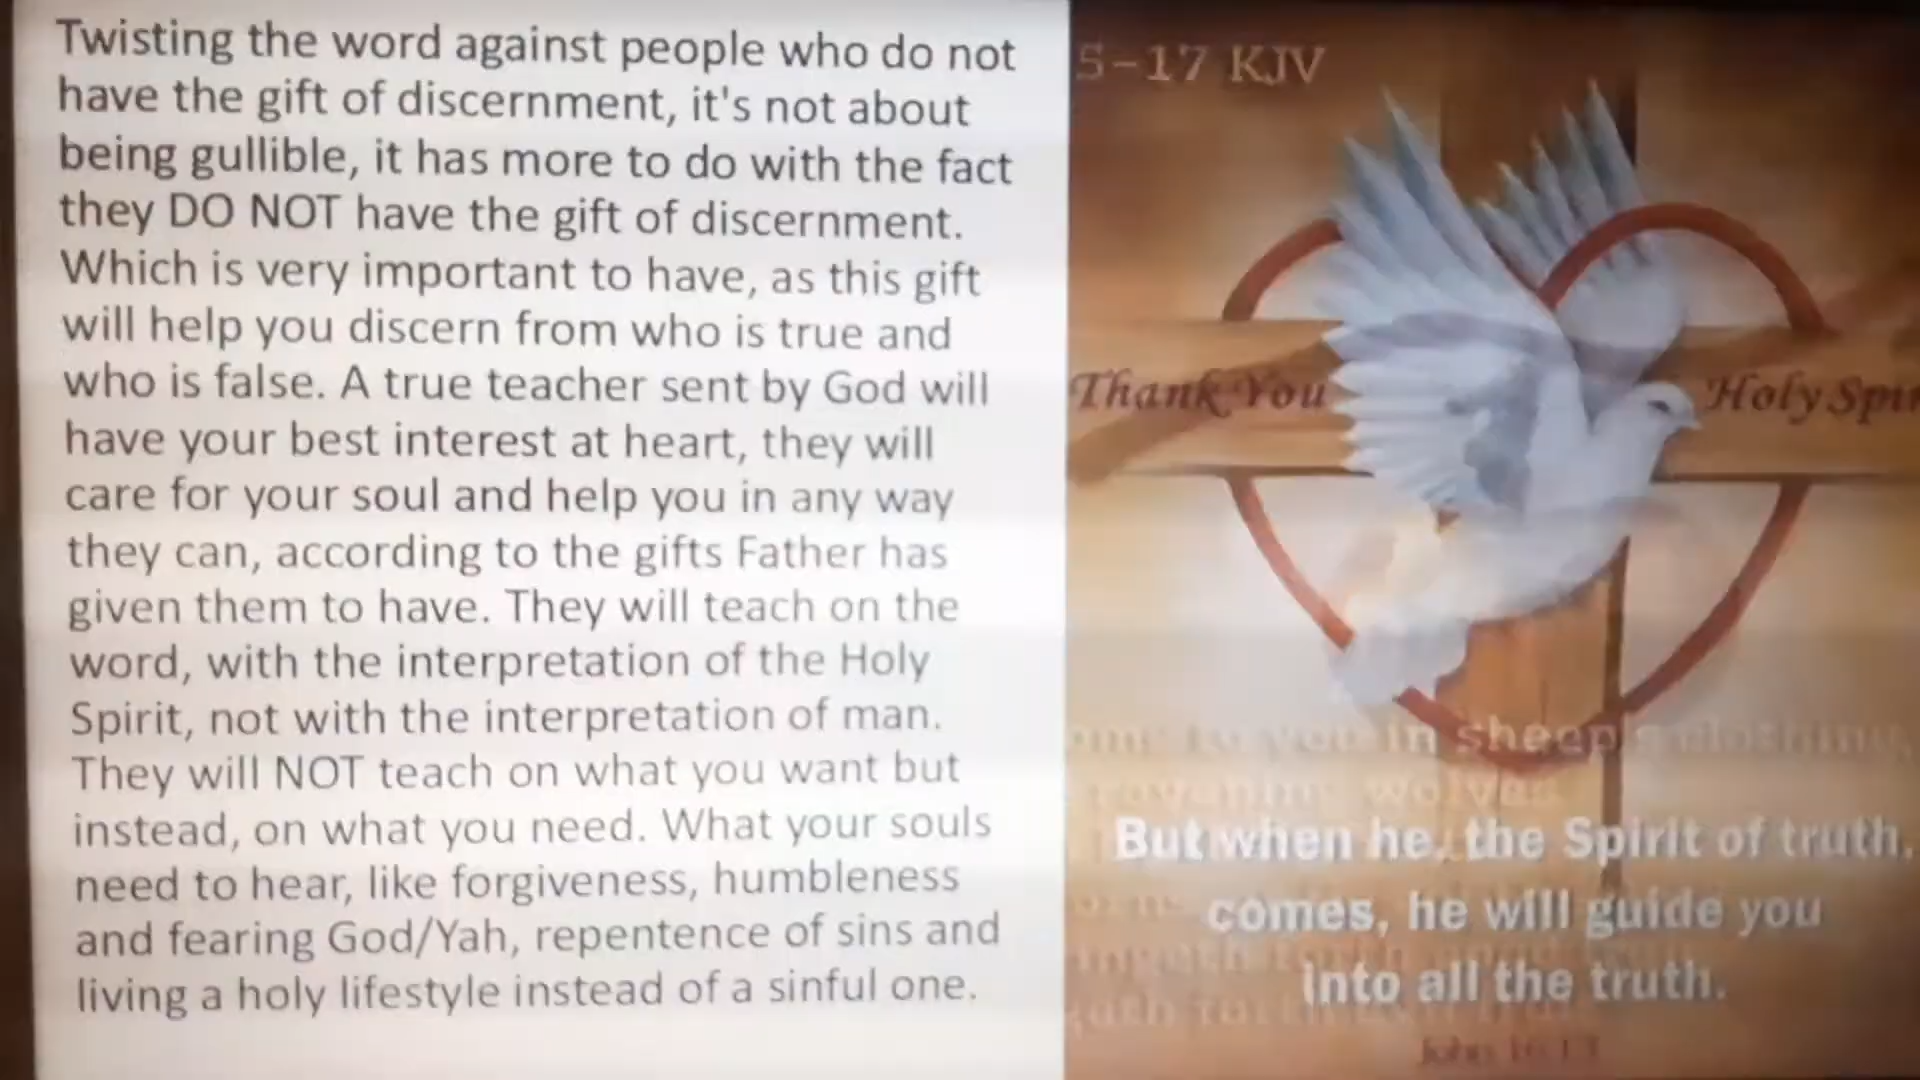 Twisting the word against people who do not
have the gift of discernment, it's not about
being gullible, it has more to do with the fact
they DO NOT have the gift of discernment.
Which is very important to have, as this gift
will help you discern from who is true and
who is false. A true teacher sent by God will
have your best interest at heart, they will
care for your soul and help you in any way
they can, according to the gifts Father has
given them to have. They will teach on the
word, with the interpretation of the Holy
Spirit, not with the interpretation of man.
They will NOT teach on what you want but
instead, on what you need. What your souls
need to hear, like forgiveness, humbleness
and fearing God/Yah, repentence of sins and
living a holy lifestyle instead of a sinful one.
5-17 KJV
Thank You Holy
to you in sheep's clothing,
ravening wolves
But when he, the Spirit of truth,
comes, he will guide you
into all the truth.
John 16:13